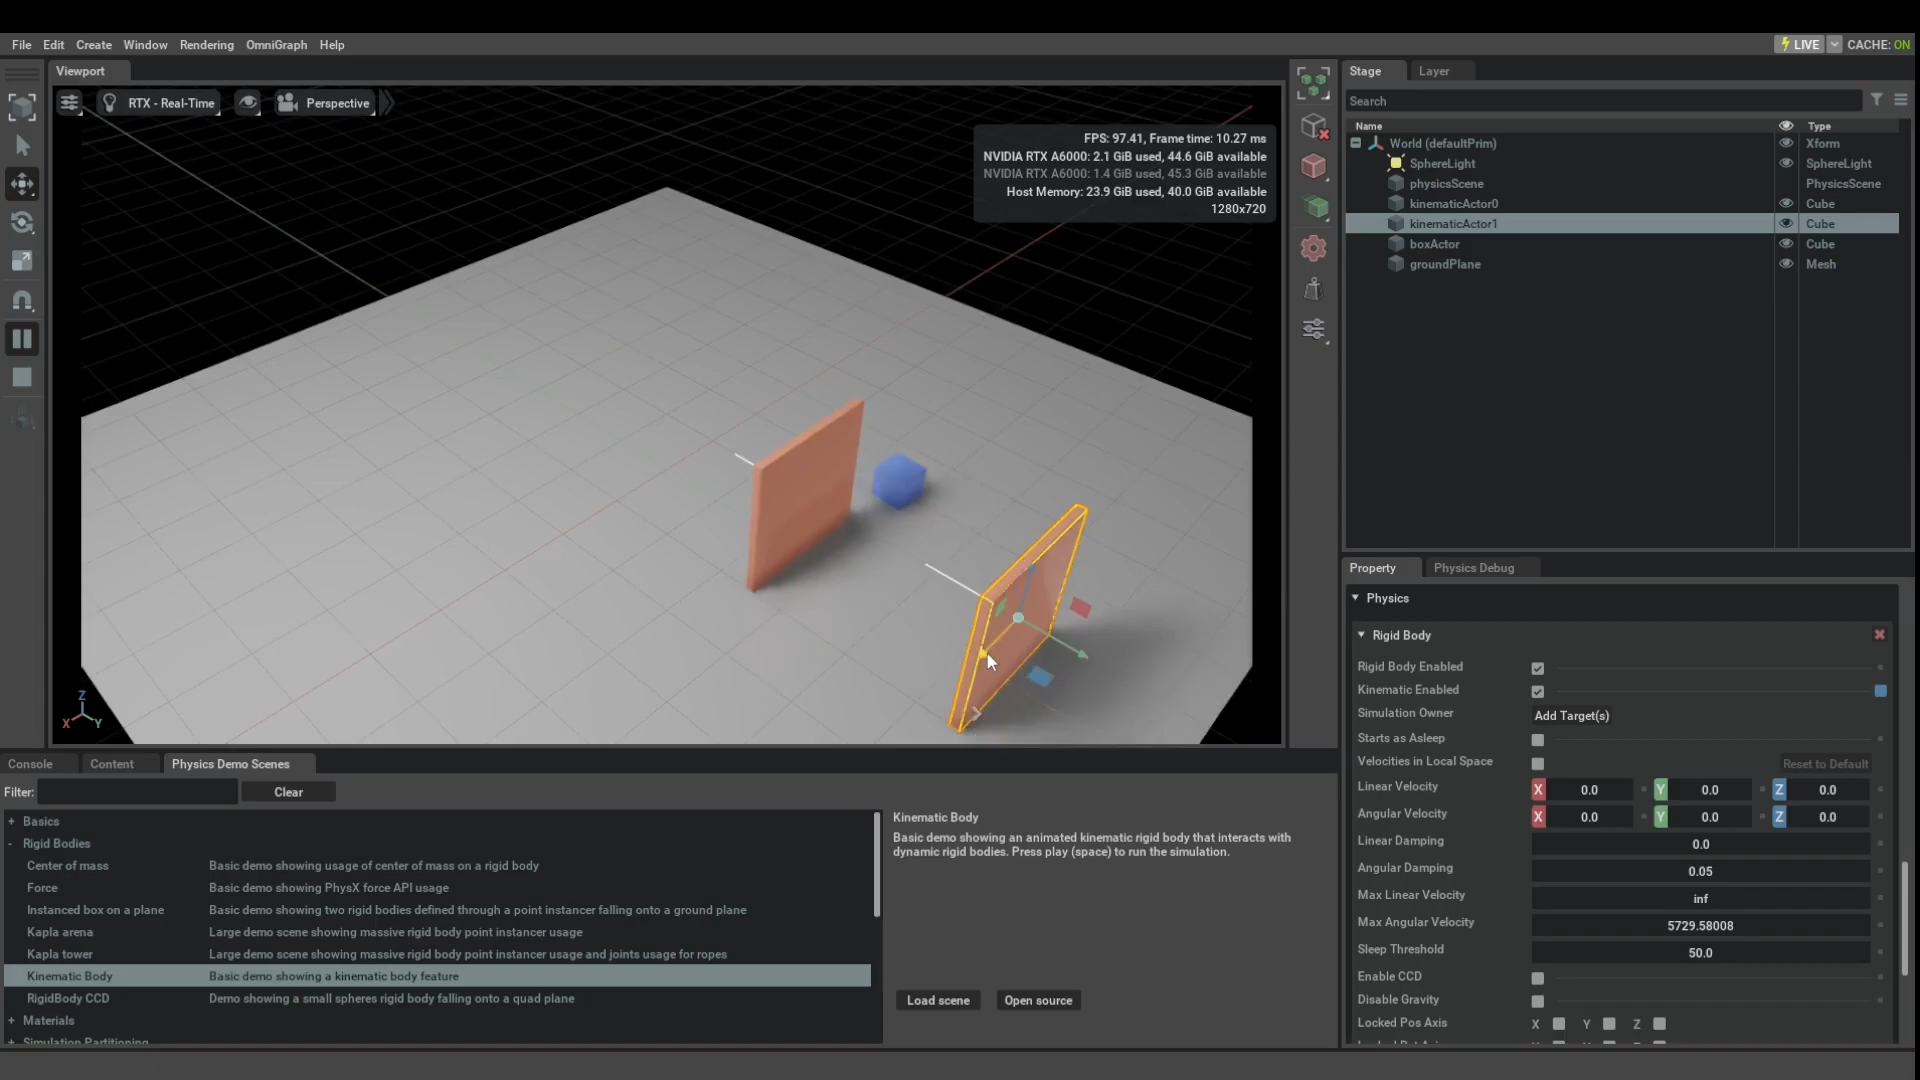 File Edit Create Window Rendering OmniGraph Help
LIVE CACHE: ON
Viewport
RTX - Real-Time Perspective
FPS: 97.41, Frame time: 10.27 ms
NVIDIA RTX A6000: 2.1 GiB used, 44.6 GiB available
NVIDIA RTX A6000: 1.4 GiB used, 45.3 GiB available
Host Memory: 23.9 GiB used, 40.0 GiB available
1280x720
Z
X Y
Stage Layer
Search
Name Type
World (defaultPrim) Xform
SphereLight SphereLight
physicsScene PhysicsScene
kinematicActor0 Cube
kinematicActor1 Cube
boxActor Cube
groundPlane Mesh
Property Physics Debug
Physics
Rigid Body
Rigid Body Enabled
Kinematic Enabled
Simulation Owner Add Target(s)
Starts as Asleep
Velocities in Local Space Reset to Default
Linear Velocity X 0.0 Y 0.0 Z 0.0
Angular Velocity X 0.0 Y 0.0 Z 0.0
Linear Damping 0.0
Angular Damping 0.05
Max Linear Velocity inf
Max Angular Velocity 5729.58008
Sleep Threshold 50.0
Enable CCD
Disable Gravity
Locked Pos Axis X Y Z
Console Content Physics Demo Scenes
Filter: Clear
+ Basics
- Rigid Bodies
Center of mass Basic demo showing usage of center of mass on a rigid body
Force Basic demo showing PhysX force API usage
Instanced box on a plane Basic demo showing two rigid bodies defined through a point instancer falling onto a ground plane
Kapla arena Large demo scene showing massive rigid body point instancer usage
Kapla tower Large demo scene showing massive rigid body point instancer usage and joints usage for ropes
Kinematic Body Basic demo showing a kinematic body feature
RigidBody CCD Demo showing a small spheres rigid body falling onto a quad plane
+ Materials
+ Simulation Partitioning
Kinematic Body
Basic demo showing an animated kinematic rigid body that interacts with
dynamic rigid bodies. Press play (space) to run the simulation.
Load scene Open source